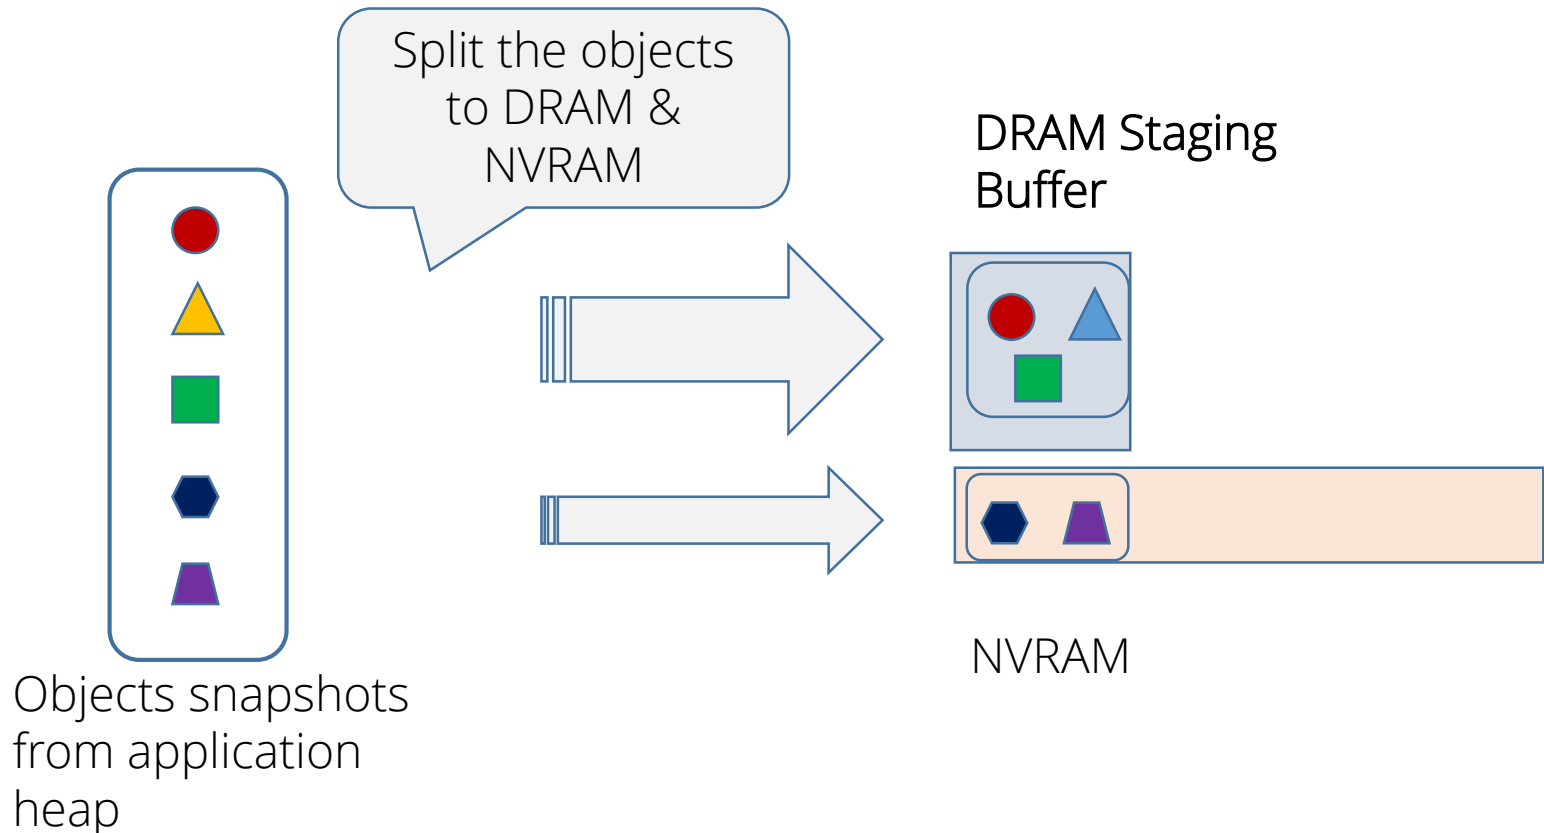 Split the objects
to DRAM &
NVRAM
DRAM Staging
Buffer
NVRAM
Objects snapshots
from application
heap